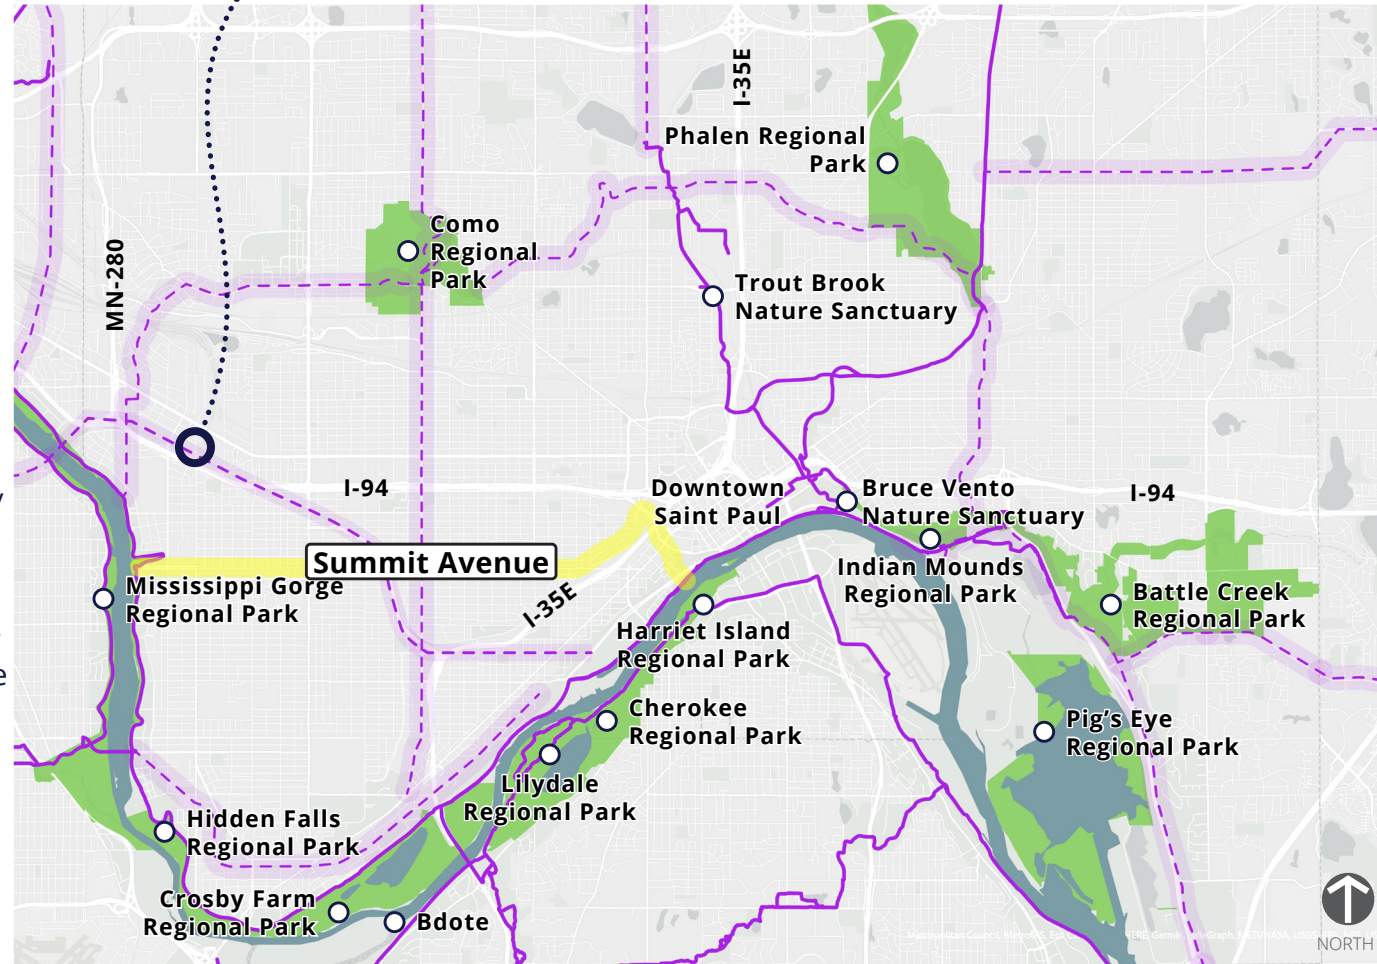 I-35E
Phalen Regional
Park
Como
Regional
Park
MN-280
Trout Brook
Nature Sanctuary
I-94
Downtown
Saint Paul
Bruce Vento
Nature Sanctuary
I-94
Summit Avenue
Mississippi Gorge
Regional Park
I-35E
Indian Mounds
Regional Park
Battle Creek
Regional Park
Harriet Island
Regional Park
Cherokee
Regional Park
Pig's Eye
Regional Park
Lilydale
Regional Park
Hidden Falls
Regional Park
Crosby Farm
Regional Park
Bdote
NORTH